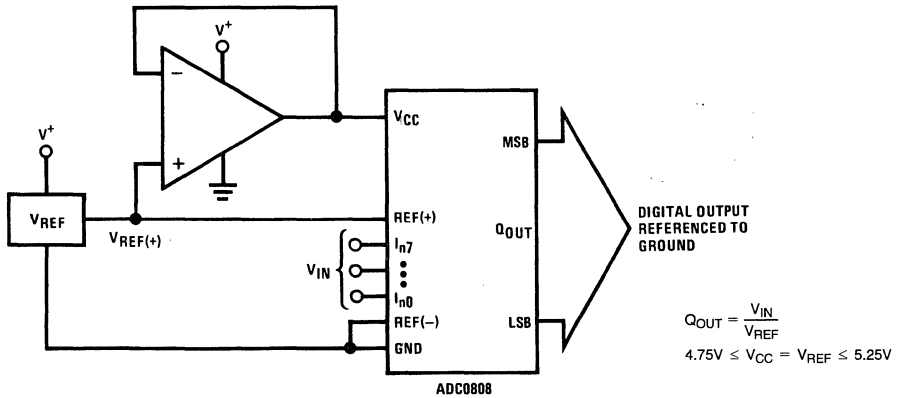 V+
−
V+
VCC
MSB
+
VREF
VREF(+)
REF(+)
QOUT
DIGITAL OUTPUT
REFERENCED TO
GROUND
In7
VIN
In0
REF(−)
LSB
GND
QOUT = VIN / VREF
4.75V ≤ VCC = VREF ≤ 5.25V
ADC0808